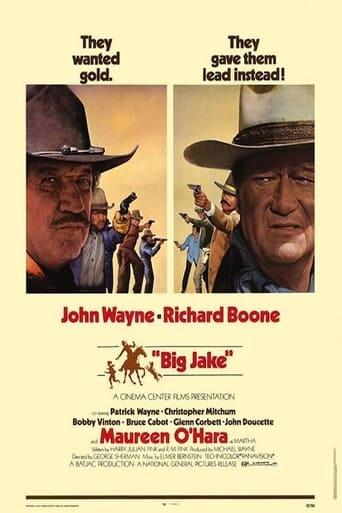 They
wanted
gold.
They
gave them
lead instead!
John Wayne - Richard Boone
"Big Jake"
A CINEMA CENTER FILMS PRESENTATION
co-starring Patrick Wayne • Christopher Mitchum
Bobby Vinton • Bruce Cabot • Glenn Corbett • John Doucette
and Maureen O'Hara as MARTHA
Written by HARRY JULIAN FINK and R.M. FINK Produced by MICHAEL WAYNE
Directed by GEORGE SHERMAN Music by ELMER BERNSTEIN TECHNICOLOR® PANAVISION®
A BATJAC PRODUCTION A NATIONAL GENERAL PICTURES RELEASE